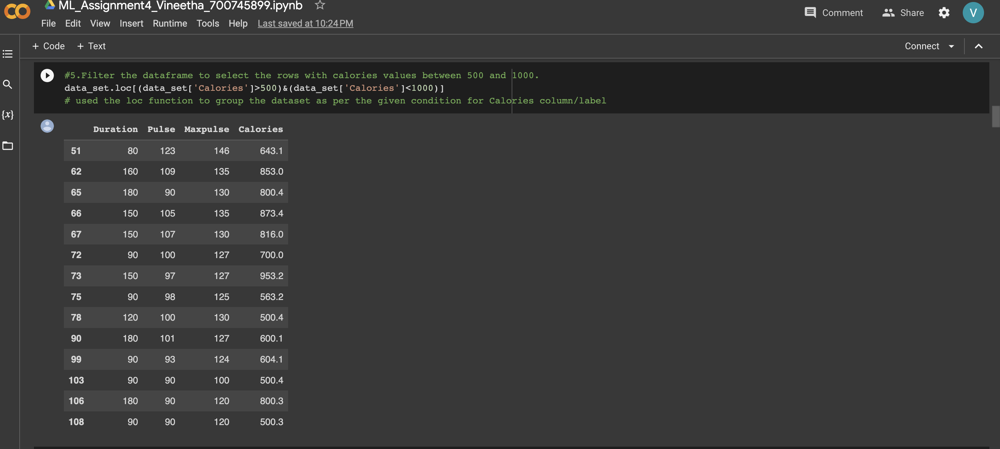 ML_Assignment4_Vineetha_700745899.ipynb
Comment Share V
File Edit View Insert Runtime Tools Help Last saved at 10:24 PM
+ Code + Text Connect
#5.Filter the dataframe to select the rows with calories values between 500 and 1000.
data_set.loc[(data_set['Calories']>500)&(data_set['Calories']<1000)]
# used the loc function to group the dataset as per the given condition for Calories column/label
{x}
Duration Pulse Maxpulse Calories
51 80 123 146 643.1
62 160 109 135 853.0
65 180 90 130 800.4
66 150 105 135 873.4
67 150 107 130 816.0
72 90 100 127 700.0
73 150 97 127 953.2
75 90 98 125 563.2
78 120 100 130 500.4
90 180 101 127 600.1
99 90 93 124 604.1
103 90 90 100 500.4
106 180 90 120 800.3
108 90 90 120 500.3